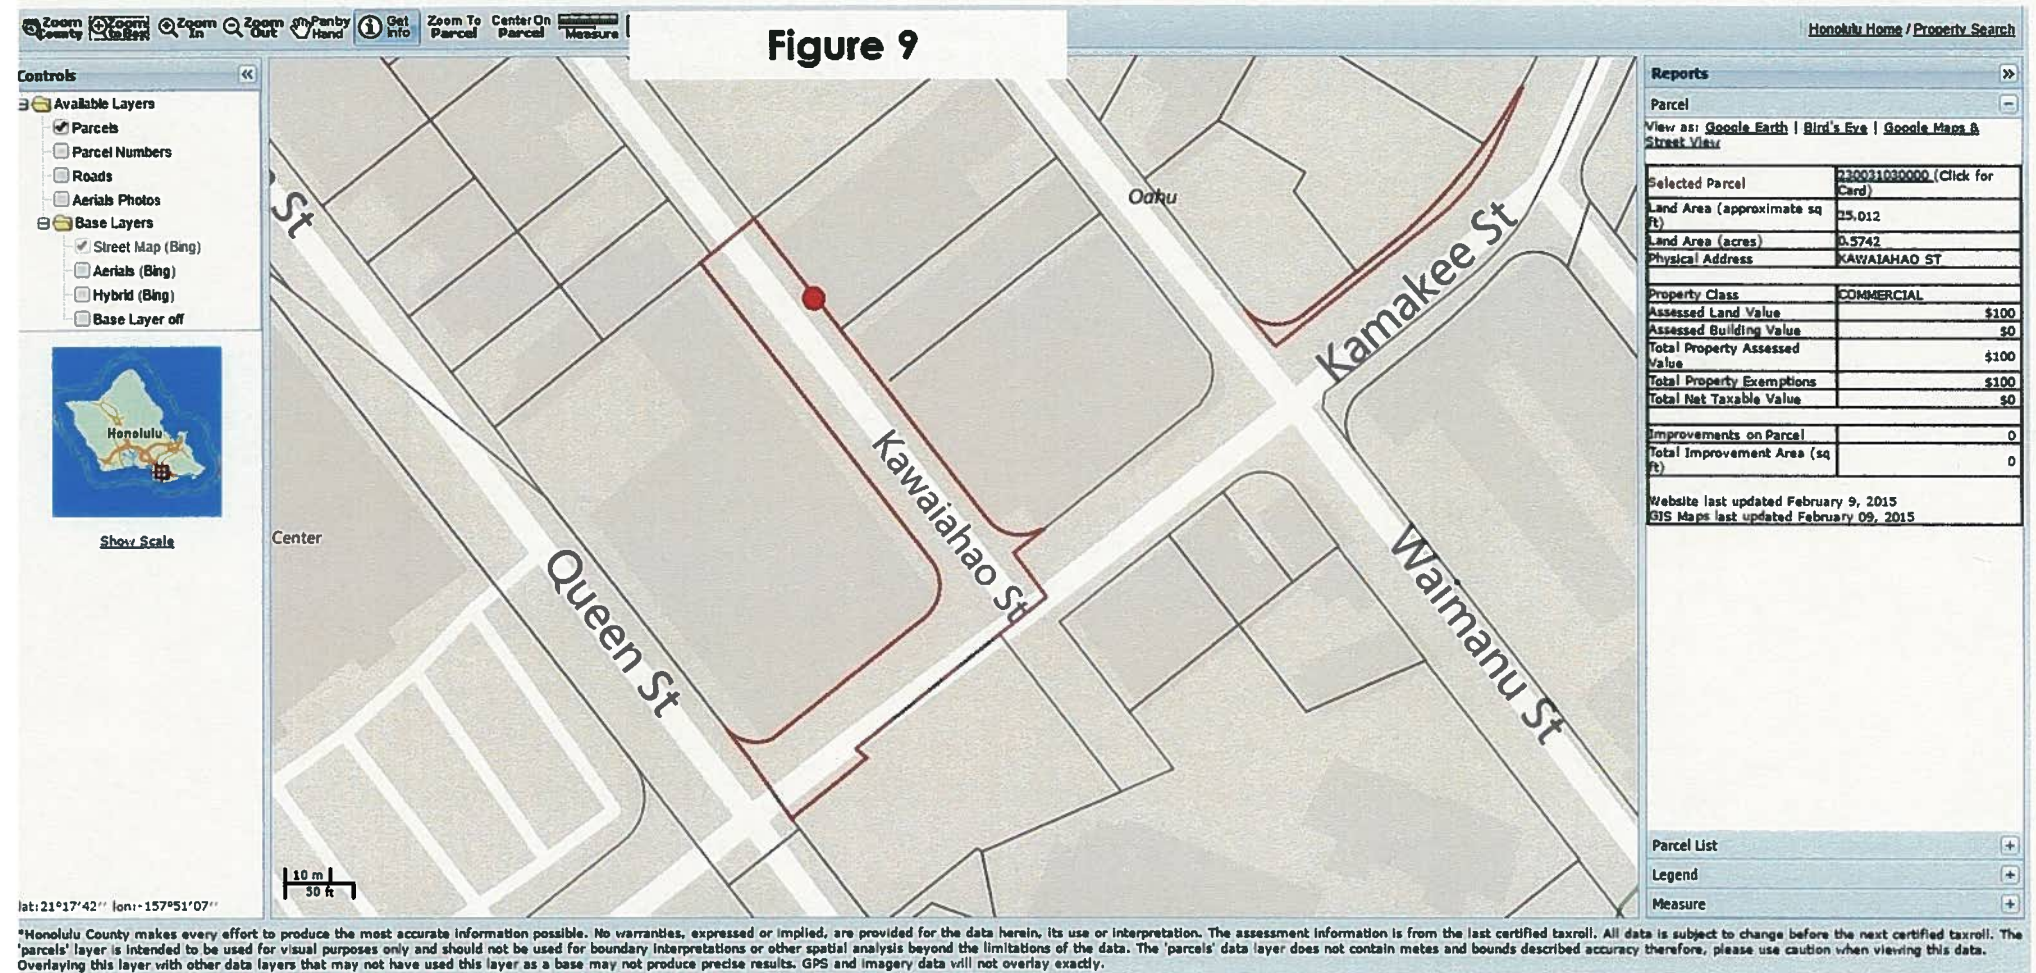 Zoom County
Zoom to Best
Zoom In
Zoom Out
Pan by Hand
Get Info
Zoom To Parcel
Center On Parcel
Measure
Figure 9
Honolulu Home / Property Search
Controls
Available Layers
Parcels
Parcel Numbers
Roads
Aerials Photos
Base Layers
Street Map (Bing)
Aerials (Bing)
Hybrid (Bing)
Base Layer off
Honolulu
Show Scale
lat:21°17'42'' lon:-157°51'07''
St
Center
Queen St
Kawaiahao St
Oahu
Kamakee St
Waimanu St
10 m
50 ft
Reports
Parcel
View as: Google Earth | Bird's Eye | Google Maps &
Street View
Selected Parcel 230031030000 (Click for
Card)
Land Area (approximate sq
ft) 25,012
Land Area (acres) 0.5742
Physical Address KAWAIAHAO ST
Property Class COMMERCIAL
Assessed Land Value $100
Assessed Building Value $0
Total Property Assessed
Value $100
Total Property Exemptions $100
Total Net Taxable Value $0
Improvements on Parcel 0
Total Improvement Area (sq
ft) 0
Website last updated February 9, 2015
GIS Maps last updated February 09, 2015
Parcel List
Legend
Measure
*Honolulu County makes every effort to produce the most accurate information possible. No warranties, expressed or implied, are provided for the data herein, its use or interpretation. The assessment information is from the last certified taxroll. All data is subject to change before the next certified taxroll. The
'parcels' layer is intended to be used for visual purposes only and should not be used for boundary interpretations or other spatial analysis beyond the limitations of the data. The 'parcels' data layer does not contain metes and bounds described accuracy therefore, please use caution when viewing this data.
Overlaying this layer with other data layers that may not have used this layer as a base may not produce precise results. GPS and imagery data will not overlay exactly.